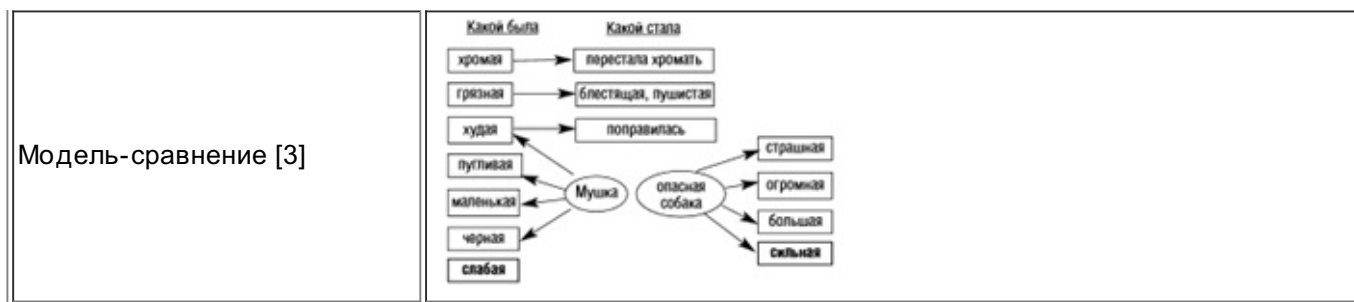 Модель-сравнение [3]
Какой была
Какой стала
хромая
перестала хромать
грязная
блестящая, пушистая
худая
поправилась
пугливая
маленькая
черная
слабая
Мушка
опасная
собака
страшная
огромная
большая
сильная